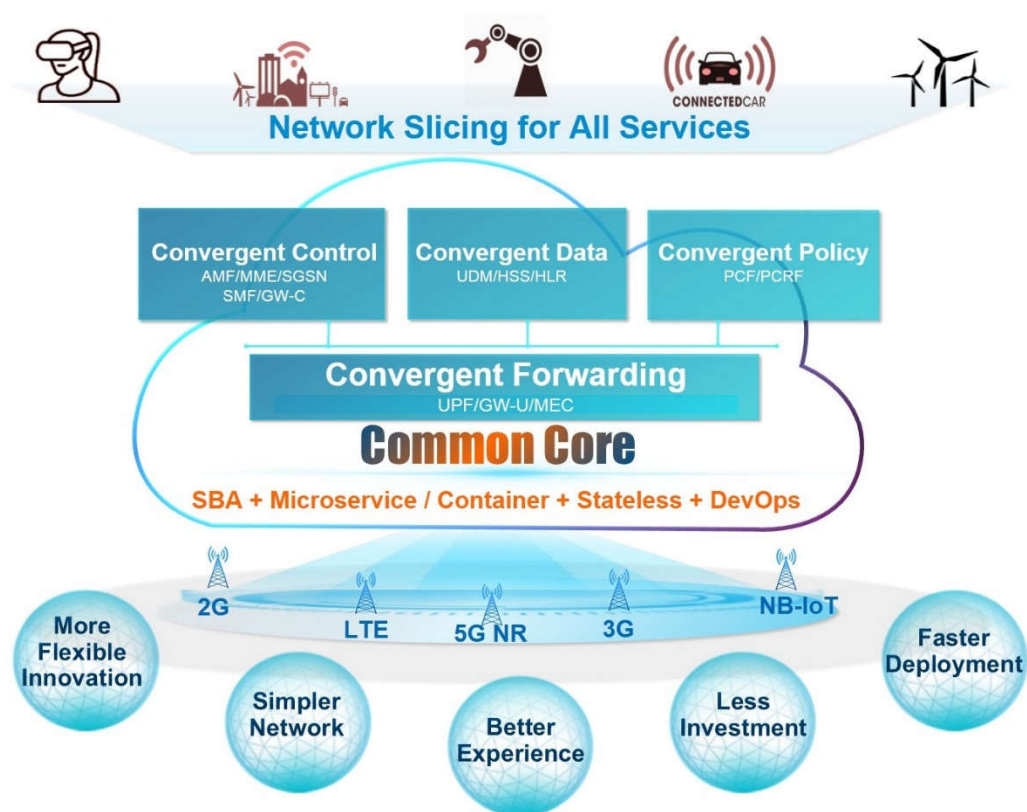 CONNECTEDCAR
Network Slicing for All Services
Convergent Control
AMF/MME/SGSN
SMF/GW-C
Convergent Data
UDM/HSS/HLR
Convergent Policy
PCF/PCRF
Convergent Forwarding
UPF/GW-U/MEC
Common Core
SBA + Microservice / Container + Stateless + DevOps
2G
LTE
5G NR
3G
NB-IoT
More
Flexible
Innovation
Simpler
Network
Better
Experience
Less
Investment
Faster
Deployment